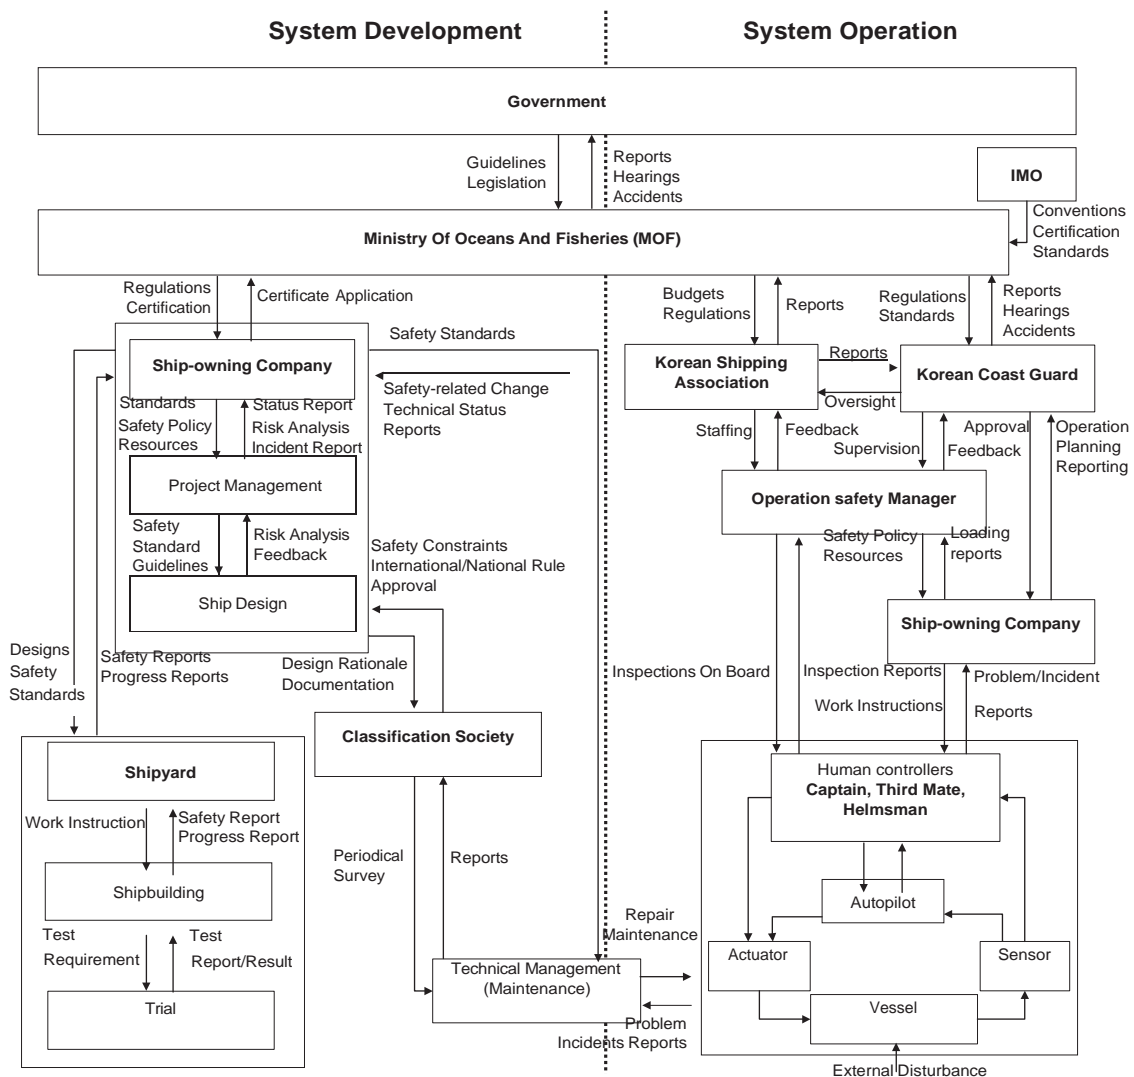 System Development
System Operation
Government
Guidelines
Legislation
Reports
Hearings
Accidents
IMO
Conventions
Certification
Standards
Ministry Of Oceans And Fisheries (MOF)
Regulations
Certification
Certificate Application
Budgets
Regulations
Reports
Regulations
Standards
Reports
Hearings
Accidents
Safety Standards
Ship-owning Company
Korean Shipping
Association
Reports
Oversight
Korean Coast Guard
Safety-related Change
Technical Status
Reports
Standards
Safety Policy
Resources
Status Report
Risk Analysis
Incident Report
Staffing
Feedback
Supervision
Feedback
Approval
Operation
Planning
Reporting
Project Management
Operation safety Manager
Safety
Standard
Guidelines
Risk Analysis
Feedback
Safety Constraints
International/National Rule
Approval
Safety Policy
Resources
Loading
reports
Ship Design
Ship-owning Company
Designs
Safety
Standards
Safety Reports
Progress Reports
Design Rationale
Documentation
Inspections On Board
Inspection Reports
Work Instructions
Problem/Incident
Reports
Classification Society
Shipyard
Human controllers
Captain, Third Mate,
Helmsman
Work Instruction
Safety Report
Progress Report
Periodical
Survey
Reports
Shipbuilding
Autopilot
Test
Requirement
Test
Report/Result
Repair
Maintenance
Actuator
Sensor
Technical Management
(Maintenance)
Trial
Vessel
Problem
Incidents Reports
External Disturbance